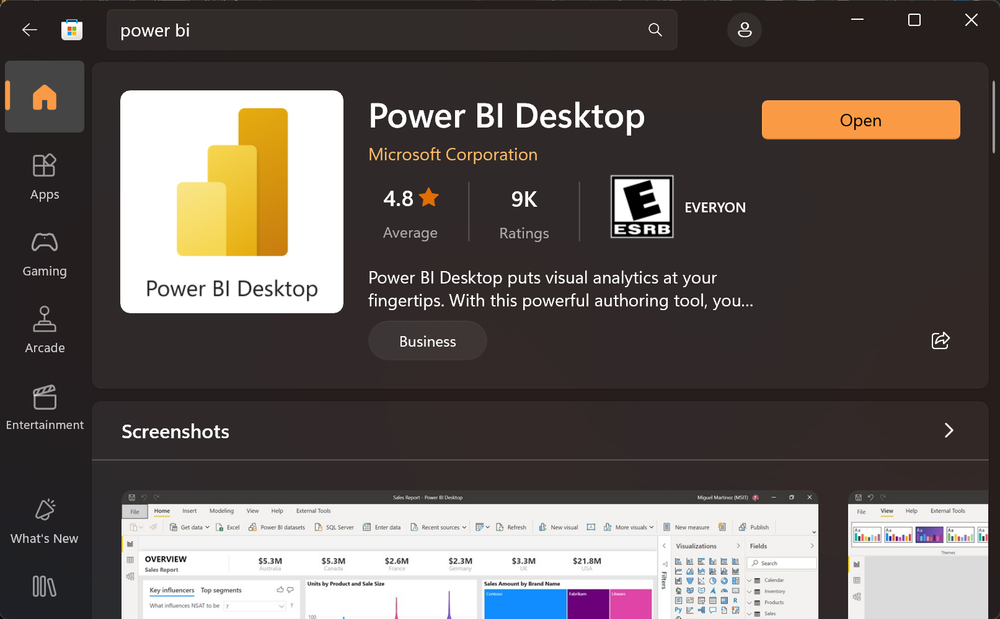 power bi
Power BI Desktop
Power BI Desktop
Open
Microsoft Corporation
4.8
Average
9K
Ratings
E
ESRB
EVERYON
Power BI Desktop puts visual analytics at your
fingertips. With this powerful authoring tool, you...
Business
Apps
Gaming
Arcade
Entertainment
What's New
Screenshots
Sales Report - Power BI Desktop
Miguel Martinez (MSIT)
File Home Insert Modeling View Help External Tools
Get data Excel Power BI datasets SQL Server Enter data Recent sources Refresh New visual More visuals New measure Publish
OVERVIEW
Sales Report
$5.3M $5.3M $2.6M $2.3M $3.3M $21.8M
Australia Canada France Germany UK USA
Key influencers Top segments
What influences NSAT to be 7 ?
Units by Product and Sale Size
100
Sales Amount by Brand Name
Contoso Fabrikam Litware
Filters
Visualizations
R
Py
Fields
Search
Calendar
Inventory
Products
Sales
File View Help External Tools
Aa Aa Aa Aa Aa
Themes